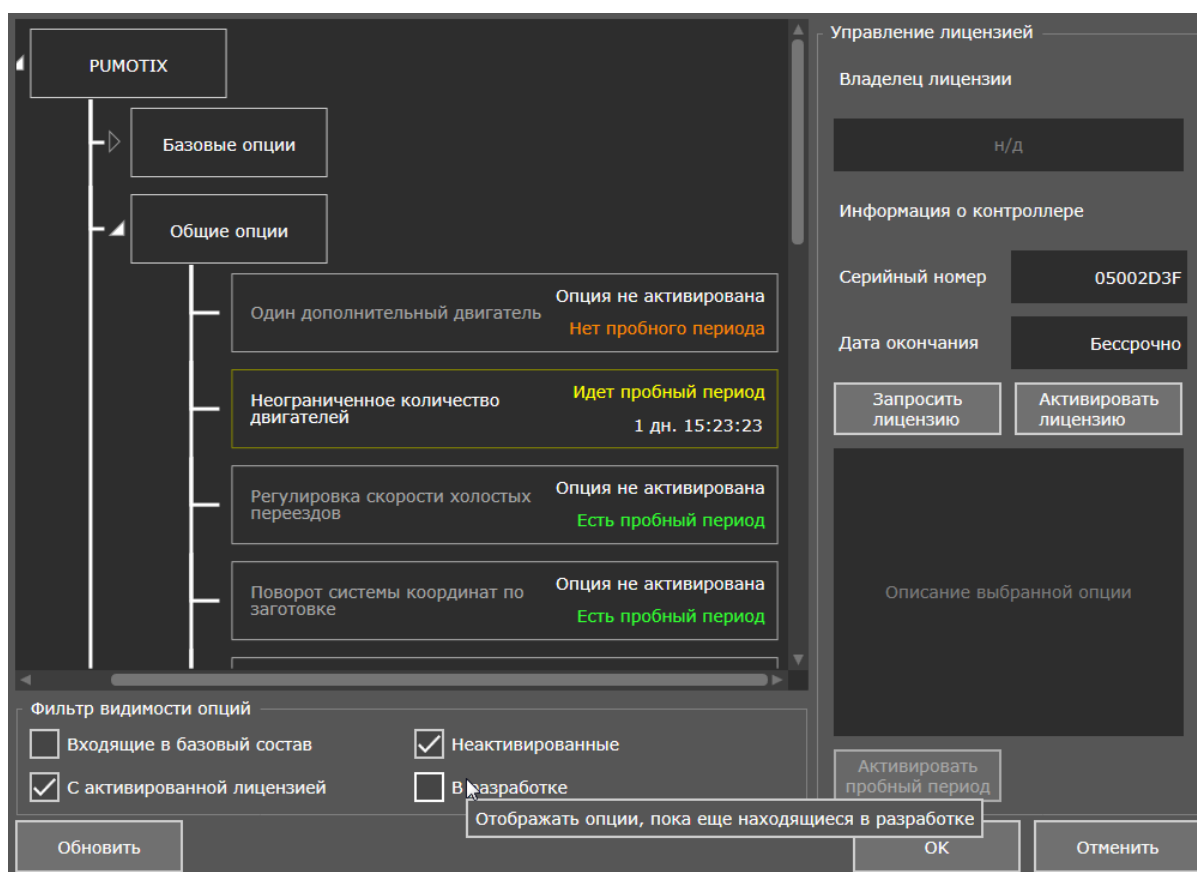 PUMOTIX
Базовые опции
Общие опции
Один дополнительный двигатель
Опция не активирована
Нет пробного периода
Неограниченное количество
двигателей
Идет пробный период
1 дн. 15:23:23
Регулировка скорости холостых
переездов
Опция не активирована
Есть пробный период
Поворот системы координат по
заготовке
Опция не активирована
Есть пробный период
Фильтр видимости опций
Входящие в базовый состав
Неактивированные
С активированной лицензией
В разработке
Отображать опции, пока еще находящиеся в разработке
Обновить
Управление лицензией
Владелец лицензии
н/д
Информация о контроллере
Серийный номер
05002D3F
Дата окончания
Бессрочно
Запросить
лицензию
Активировать
лицензию
Описание выбранной опции
Активировать
пробный период
ОК
Отменить